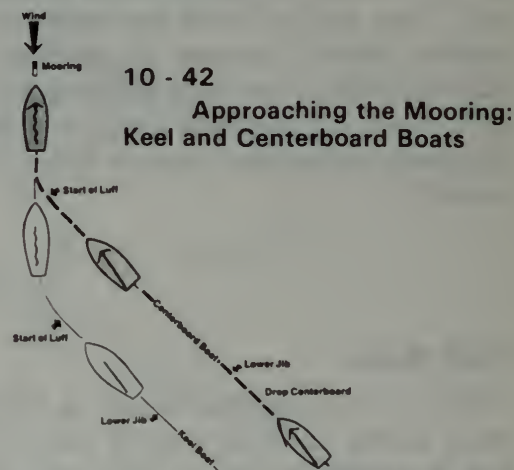 Wind
Mooring
10 - 42
Approaching the Mooring:
Keel and Centerboard Boats
Start of Luff
Centerboard Boat
Start of Luff
Lower Jib
Drop Centerboard
Lower Jib
Keel Boat